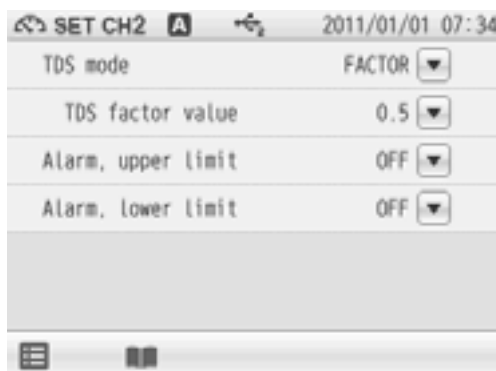 SET CH2 A 2 2011/01/01 07:34
TDS mode FACTOR
TDS factor value 0.5
Alarm, upper limit OFF
Alarm, lower limit OFF